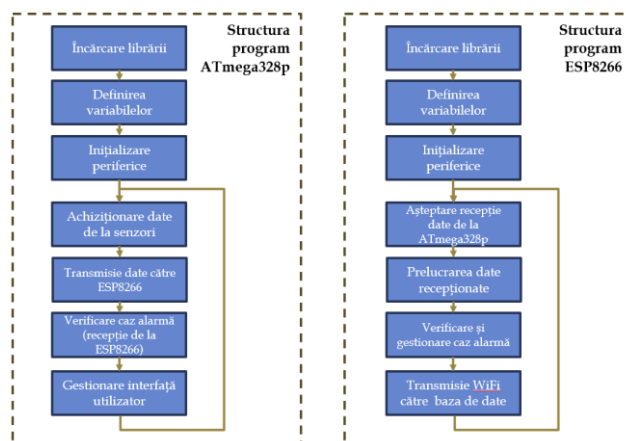 Structura
program
ATmega328p
Încărcare librării
Definirea
variabilelor
Inițializare
periferice
Achiziționare date
de la senzori
Transmisie date către
ESP8266
Verificare caz alarmă
(recepție de la
ESP8266)
Gestionare interfață
utilizator
Structura
program
ESP8266
Încărcare librării
Definirea
variabilelor
Inițializare
periferice
Așteptare recepție
date de la
ATmega328p
Prelucrarea date
recepționate
Verificare și
gestionare caz alarmă
Transmisie WiFi
către baza de date